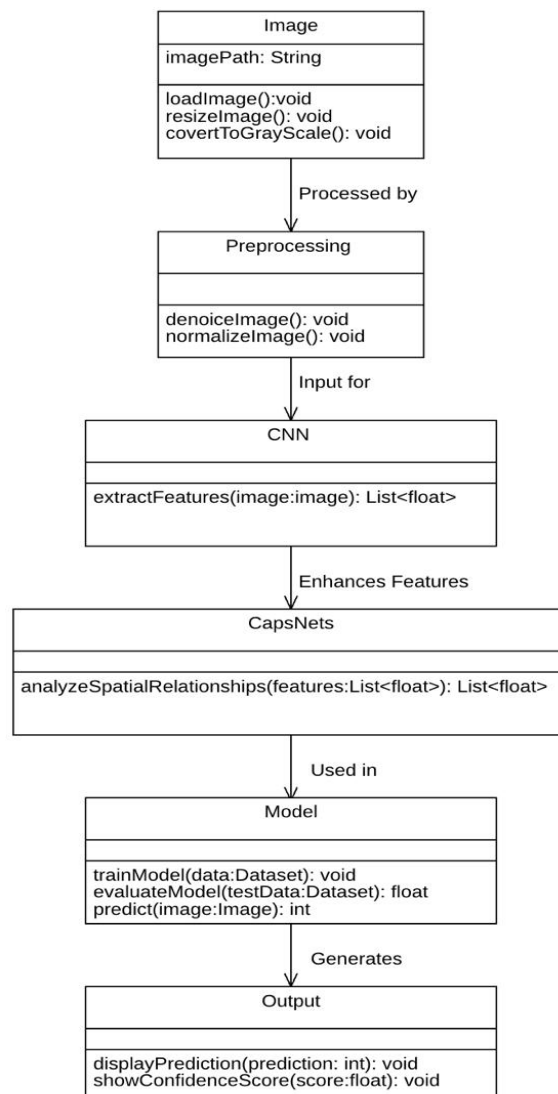 Image
imagePath: String
loadImage():void
resizeImage(): void
covertToGrayScale(): void
Processed by
Preprocessing
denoiceImage(): void
normalizeImage(): void
Input for
CNN
extractFeatures(image:image): List<float>
Enhances Features
CapsNets
analyzeSpatialRelationships(features:List<float>): List<float>
Used in
Model
trainModel(data:Dataset): void
evaluateModel(testData:Dataset): float
predict(image:Image): int
Generates
Output
displayPrediction(prediction: int): void
showConfidenceScore(score:float): void